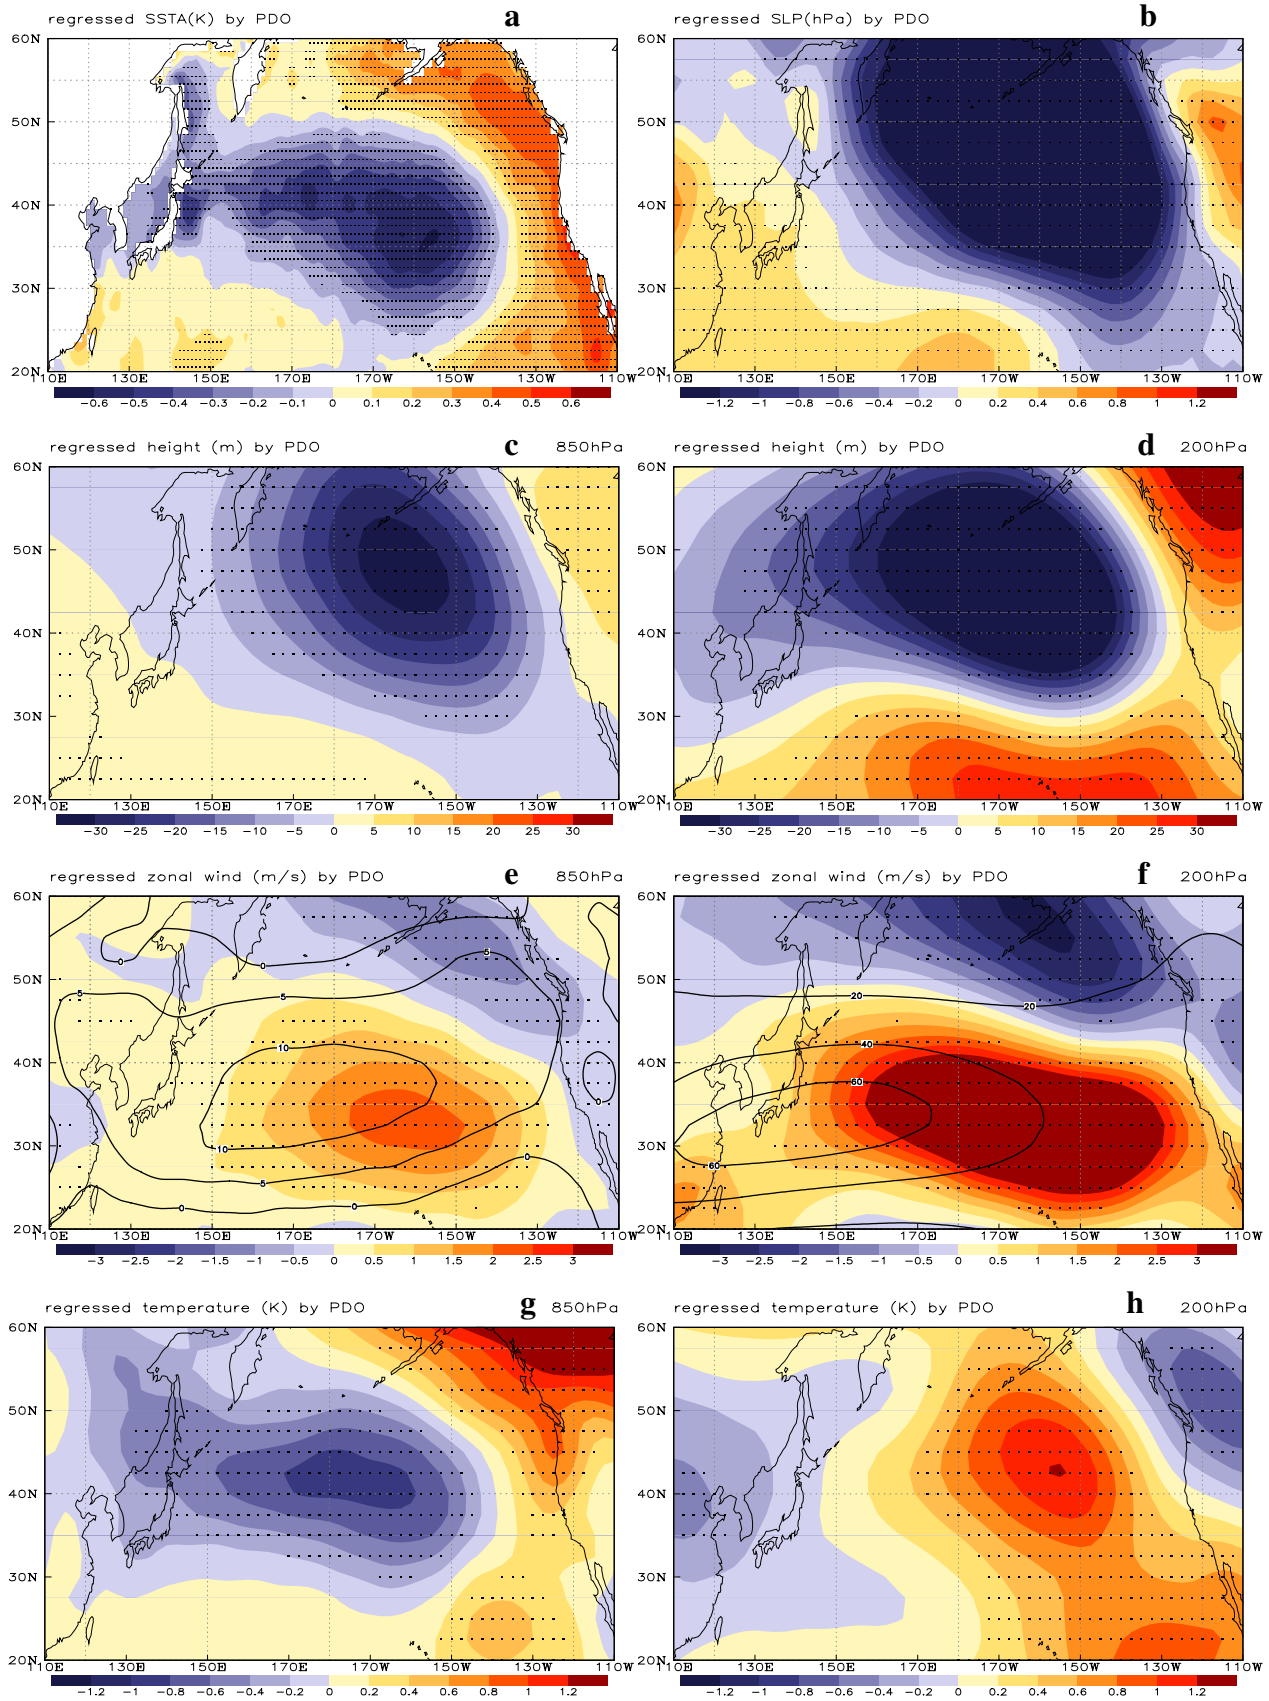 regressed SSTA(K) by PDO a
60N
50N
40N
30N
20N
110E 130E 150E 170E 170W 150W 130W 110W
-0.6 -0.5 -0.4 -0.3 -0.2 -0.1 0 0.1 0.2 0.3 0.4 0.5 0.6
regressed SLP(hPa) by PDO b
60N
50N
40N
30N
20N
110E 130E 150E 170E 170W 150W 130W 110W
-1.2 -1 -0.8 -0.6 -0.4 -0.2 0 0.2 0.4 0.6 0.8 1 1.2
regressed height (m) by PDO c 850hPa
60N
50N
40N
30N
20N
110E 130E 150E 170E 170W 150W 130W 110W
-30 -25 -20 -15 -10 -5 0 5 10 15 20 25 30
regressed height (m) by PDO d 200hPa
60N
50N
40N
30N
20N
110E 130E 150E 170E 170W 150W 130W 110W
-30 -25 -20 -15 -10 -5 0 5 10 15 20 25 30
regressed zonal wind (m/s) by PDO e 850hPa
60N
0
0
5
50N
5
5
10
40N
0
10
30N
0
5
0
0
20N
110E 130E 150E 170E 170W 150W 130W 110W
-3 -2.5 -2 -1.5 -1 -0.5 0 0.5 1 1.5 2 2.5 3
regressed zonal wind (m/s) by PDO f 200hPa
60N
50N
20
20
40
40N
60
30N
60
20N
110E 130E 150E 170E 170W 150W 130W 110W
-3 -2.5 -2 -1.5 -1 -0.5 0 0.5 1 1.5 2 2.5 3
regressed temperature (K) by PDO g 850hPa
60N
50N
40N
30N
20N
110E 130E 150E 170E 170W 150W 130W 110W
-1.2 -1 -0.8 -0.6 -0.4 -0.2 0 0.2 0.4 0.6 0.8 1 1.2
regressed temperature (K) by PDO h 200hPa
60N
50N
40N
30N
20N
110E 130E 150E 170E 170W 150W 130W 110W
-1.2 -1 -0.8 -0.6 -0.4 -0.2 0 0.2 0.4 0.6 0.8 1 1.2